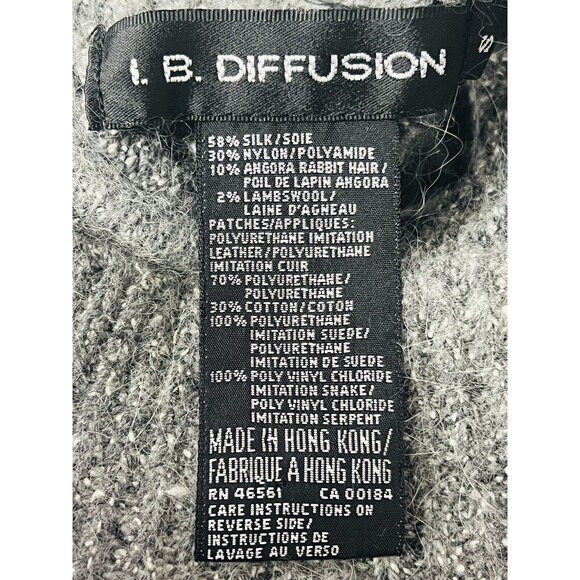 I. B. DIFFUSION
S
58% SILK/SOIE
30% NYLON/POLYAMIDE
10% ANGORA RABBIT HAIR/
POIL DE LAPIN ANGORA
2% LAMBSWOOL/
LAINE D'AGNEAU
PATCHES/APPLIQUES:
POLYURETHANE IMITATION
LEATHER/POLYURETHANE
IMITATION CUIR
70% POLYURETHANE/
POLYURETHANE
30% COTTON/COTON
100% POLYURETHANE
IMITATION SUEDE/
POLYURETHANE
IMITATION DE SUEDE
100% POLY VINYL CHLORIDE
IMITATION SNAKE/
POLY VINYL CHLORIDE
IMITATION SERPENT
MADE IN HONG KONG/
FABRIQUE A HONG KONG
RN 46561 CA 00184
CARE INSTRUCTIONS ON
REVERSE SIDE/
INSTRUCTIONS DE
LAVAGE AU VERSO